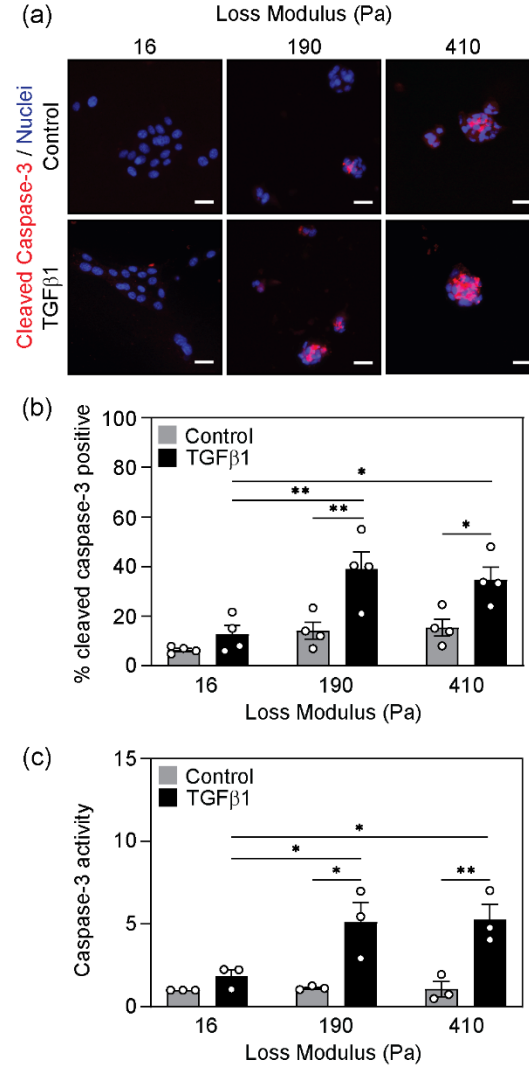 (a)
Loss Modulus (Pa)
16 190 410
Cleaved Caspase-3 / Nuclei
Control
TGFβ1
(b)
% cleaved caspase-3 positive
100
80
60
40
20
0
Control
TGFβ1
*
**
**
*
16 190 410
Loss Modulus (Pa)
(c)
Caspase-3 activity
15
10
5
0
Control
TGFβ1
*
*
*
**
16 190 410
Loss Modulus (Pa)